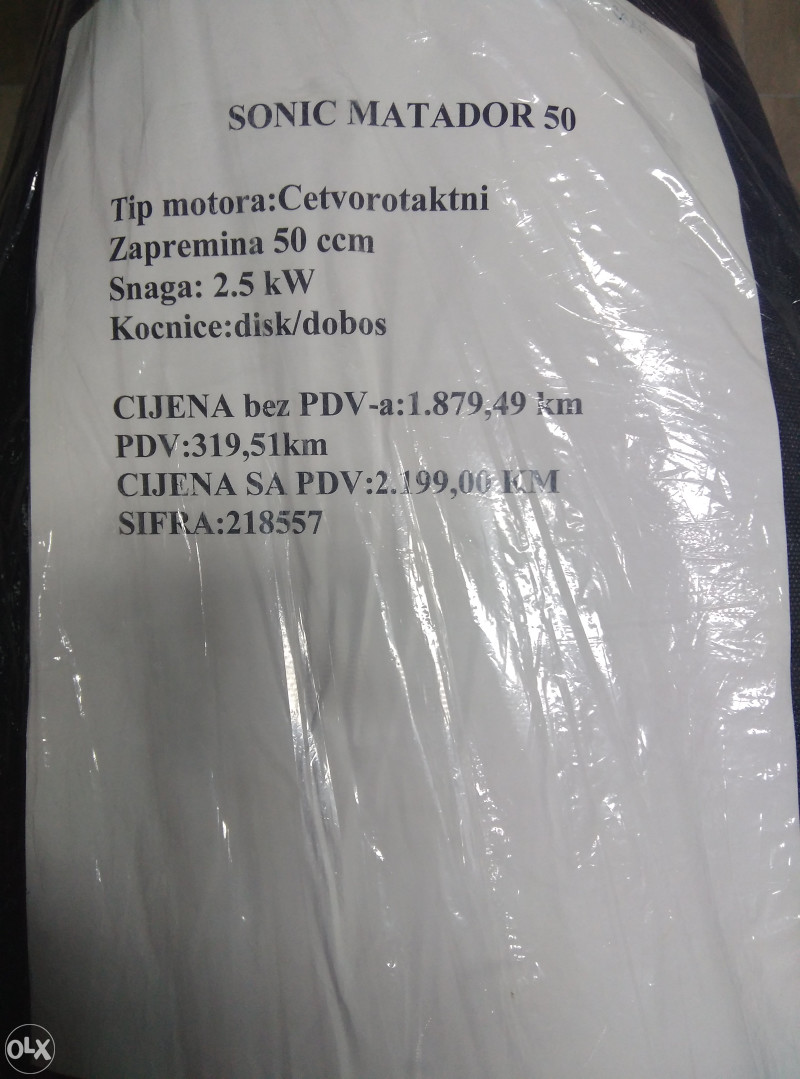 SONIC MATADOR 50
Tip motora:Cetvorotaktni
Zapremina 50 ccm
Snaga: 2.5 kW
Kocnice:disk/dobos
CIJENA bez PDV-a:1.879,49 km
PDV:319,51km
CIJENA SA PDV:2.199,00 KM
SIFRA:218557
OLX